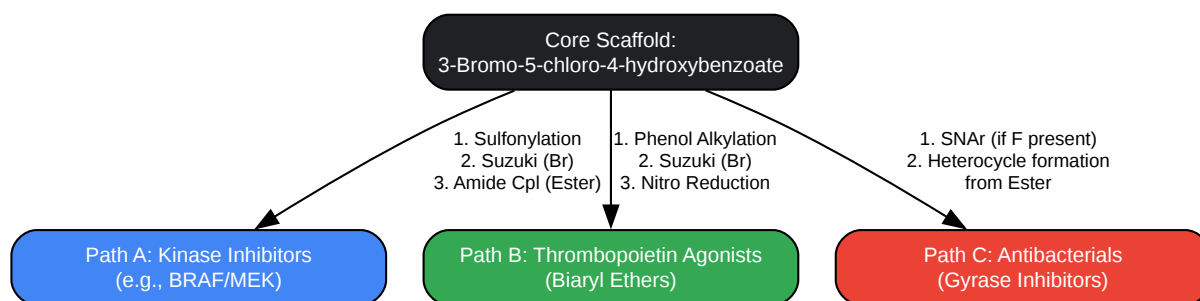 Core Scaffold:
3-Bromo-5-chloro-4-hydroxybenzoate
1. Sulfonylation
2. Suzuki (Br)
3. Amide Cpl (Ester)
1. Phenol Alkylation
2. Suzuki (Br)
3. Nitro Reduction
1. SNAr (if F present)
2. Heterocycle formation
from Ester
Path A: Kinase Inhibitors
(e.g., BRAF/MEK)
Path B: Thrombopoietin Agonists
(Biaryl Ethers)
Path C: Antibacterials
(Gyrase Inhibitors)